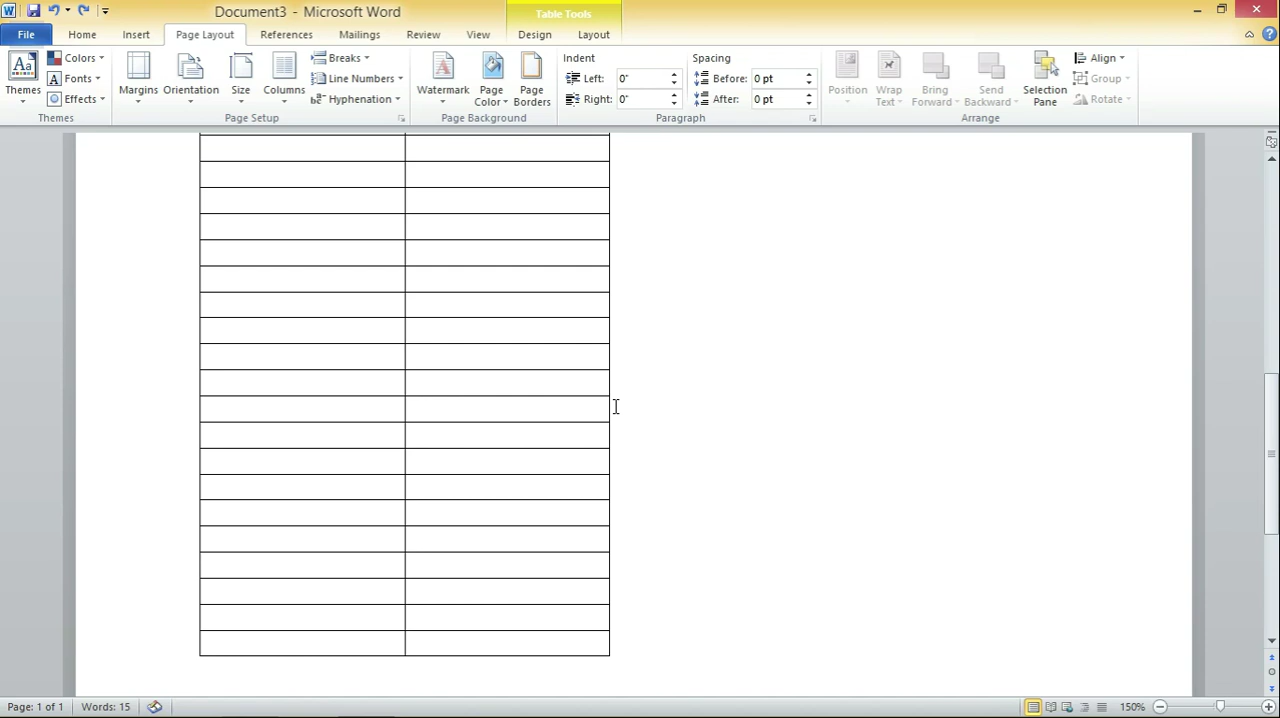 Document3 - Microsoft Word
Table Tools
File Home Insert Page Layout References Mailings Review View Design Layout
Aa Themes
Colors
Fonts
Effects
Themes
Margins Orientation Size Columns
Breaks
Line Numbers
Hyphenation
Page Setup
Watermark Page Color Page Borders
Page Background
Indent
Left: 0"
Right: 0"
Spacing
Before: 0 pt
After: 0 pt
Paragraph
Position Wrap Text Bring Forward Send Backward Selection Pane
Align
Group
Rotate
Arrange
Page: 1 of 1 Words: 15 150%